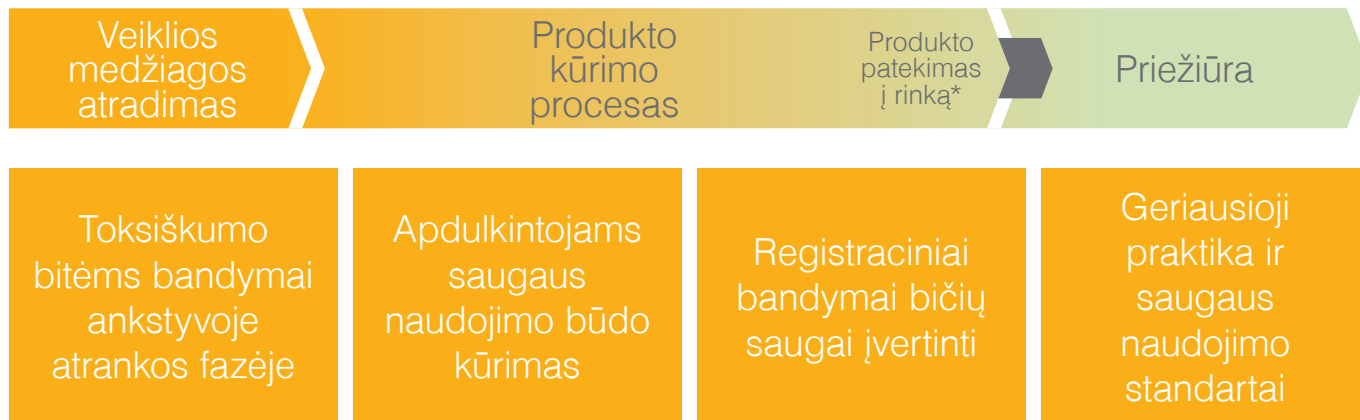 Veiklios
medžiagos
atradimas
Produkto
kūrimo
procesas
Produkto
patekimas
į rinką*
Priežiūra
Toksiškumo
bitėms bandymai
ankstyvoje
atrankos fazėje
Apdulkintojams
saugaus
naudojimo būdo
kūrimas
Registraciniai
bandymai bičių
saugai įvertinti
Geriausioji
praktika ir
saugaus
naudojimo
standartai